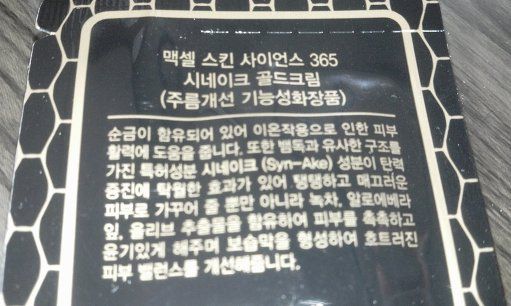 맥셀 스킨 사이언스 365
시네이크 골드크림
(주름개선 기능성화장품)
순금이 함유되어 있어 이온작용으로 인한 피부
활력에 도움을 줍니다. 또한 뱀독과 유사한 구조를
가진 특허성분 시네이크 (Syn-Ake) 성분이 탄력
증진에 탁월한 효과가 있어 탱탱하고 매끄러운
피부로 가꾸어 줄 뿐만 아니라 녹차, 알로에베라
잎, 올리브 추출물을 함유하여 피부를 촉촉하고
윤기있게 해주며 보습막을 형성하여 흐트러진
피부 밸런스를 개선해줍니다.